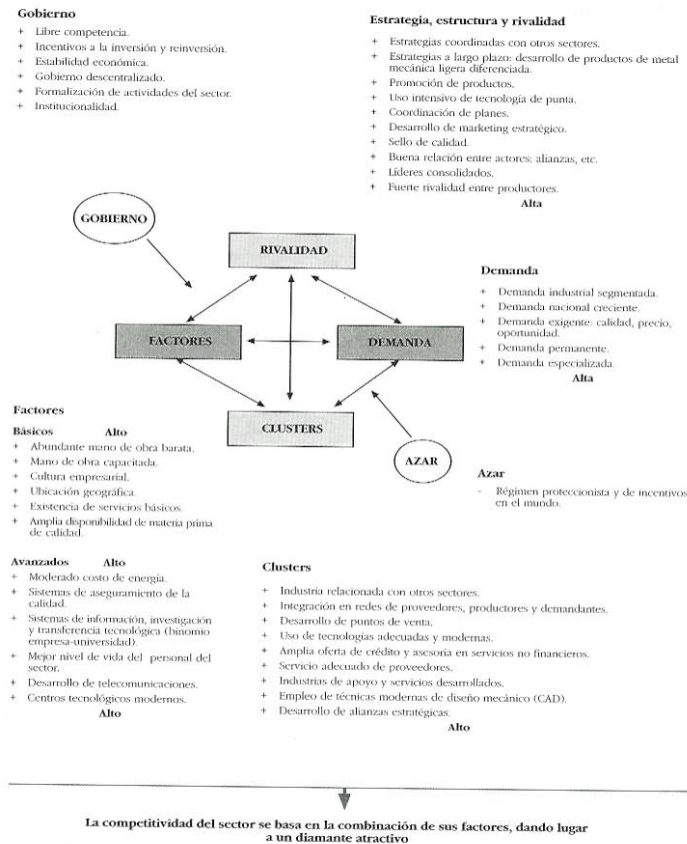 Gobierno
+ Libre competencia.
+ Incentivos a la inversión y reinversión.
+ Estabilidad económica.
+ Gobierno descentralizado.
+ Formalización de actividades del sector.
+ Institucionalidad.
Estrategia, estructura y rivalidad
+ Estrategias coordinadas con otros sectores.
+ Estrategias a largo plazo: desarrollo de productos de metal
mecánica ligera diferenciada.
+ Promoción de productos.
+ Uso intensivo de tecnología de punta.
+ Coordinación de planes.
+ Desarrollo de marketing estratégico.
+ Sello de calidad.
+ Buena relación entre actores: alianzas, etc.
+ Líderes consolidados.
+ Fuerte rivalidad entre productores.
Alta
GOBIERNO
RIVALIDAD
FACTORES
DEMANDA
CLUSTERS
AZAR
Demanda
+ Demanda industrial segmentada.
+ Demanda nacional creciente.
+ Demanda exigente: calidad, precio,
oportunidad.
+ Demanda permanente.
+ Demanda especializada.
Alta
Factores
Básicos Alto
+ Abundante mano de obra barata.
+ Mano de obra capacitada.
+ Cultura empresarial.
+ Ubicación geográfica.
+ Existencia de servicios básicos.
+ Amplia disponibilidad de materia prima
de calidad.
Azar
- Régimen proteccionista y de incentivos
en el mundo.
Avanzados Alto
+ Moderado costo de energía.
+ Sistemas de aseguramiento de la
calidad.
+ Sistemas de información, investigación
y transferencia tecnológica (binomio
empresa-universidad).
+ Mejor nivel de vida del personal del
sector.
+ Desarrollo de telecomunicaciones.
+ Centros tecnológicos modernos.
Alto
Clusters
+ Industria relacionada con otros sectores.
+ Integración en redes de proveedores, productores y demandantes.
+ Desarrollo de puntos de venta.
+ Uso de tecnologías adecuadas y modernas.
+ Amplia oferta de crédito y asesoría en servicios no financieros.
+ Servicio adecuado de proveedores.
+ Industrias de apoyo y servicios desarrollados.
+ Empleo de técnicas modernas de diseño mecánico (CAD).
+ Desarrollo de alianzas estratégicas.
Alto
La competitividad del sector se basa en la combinación de sus factores, dando lugar
a un diamante atractivo